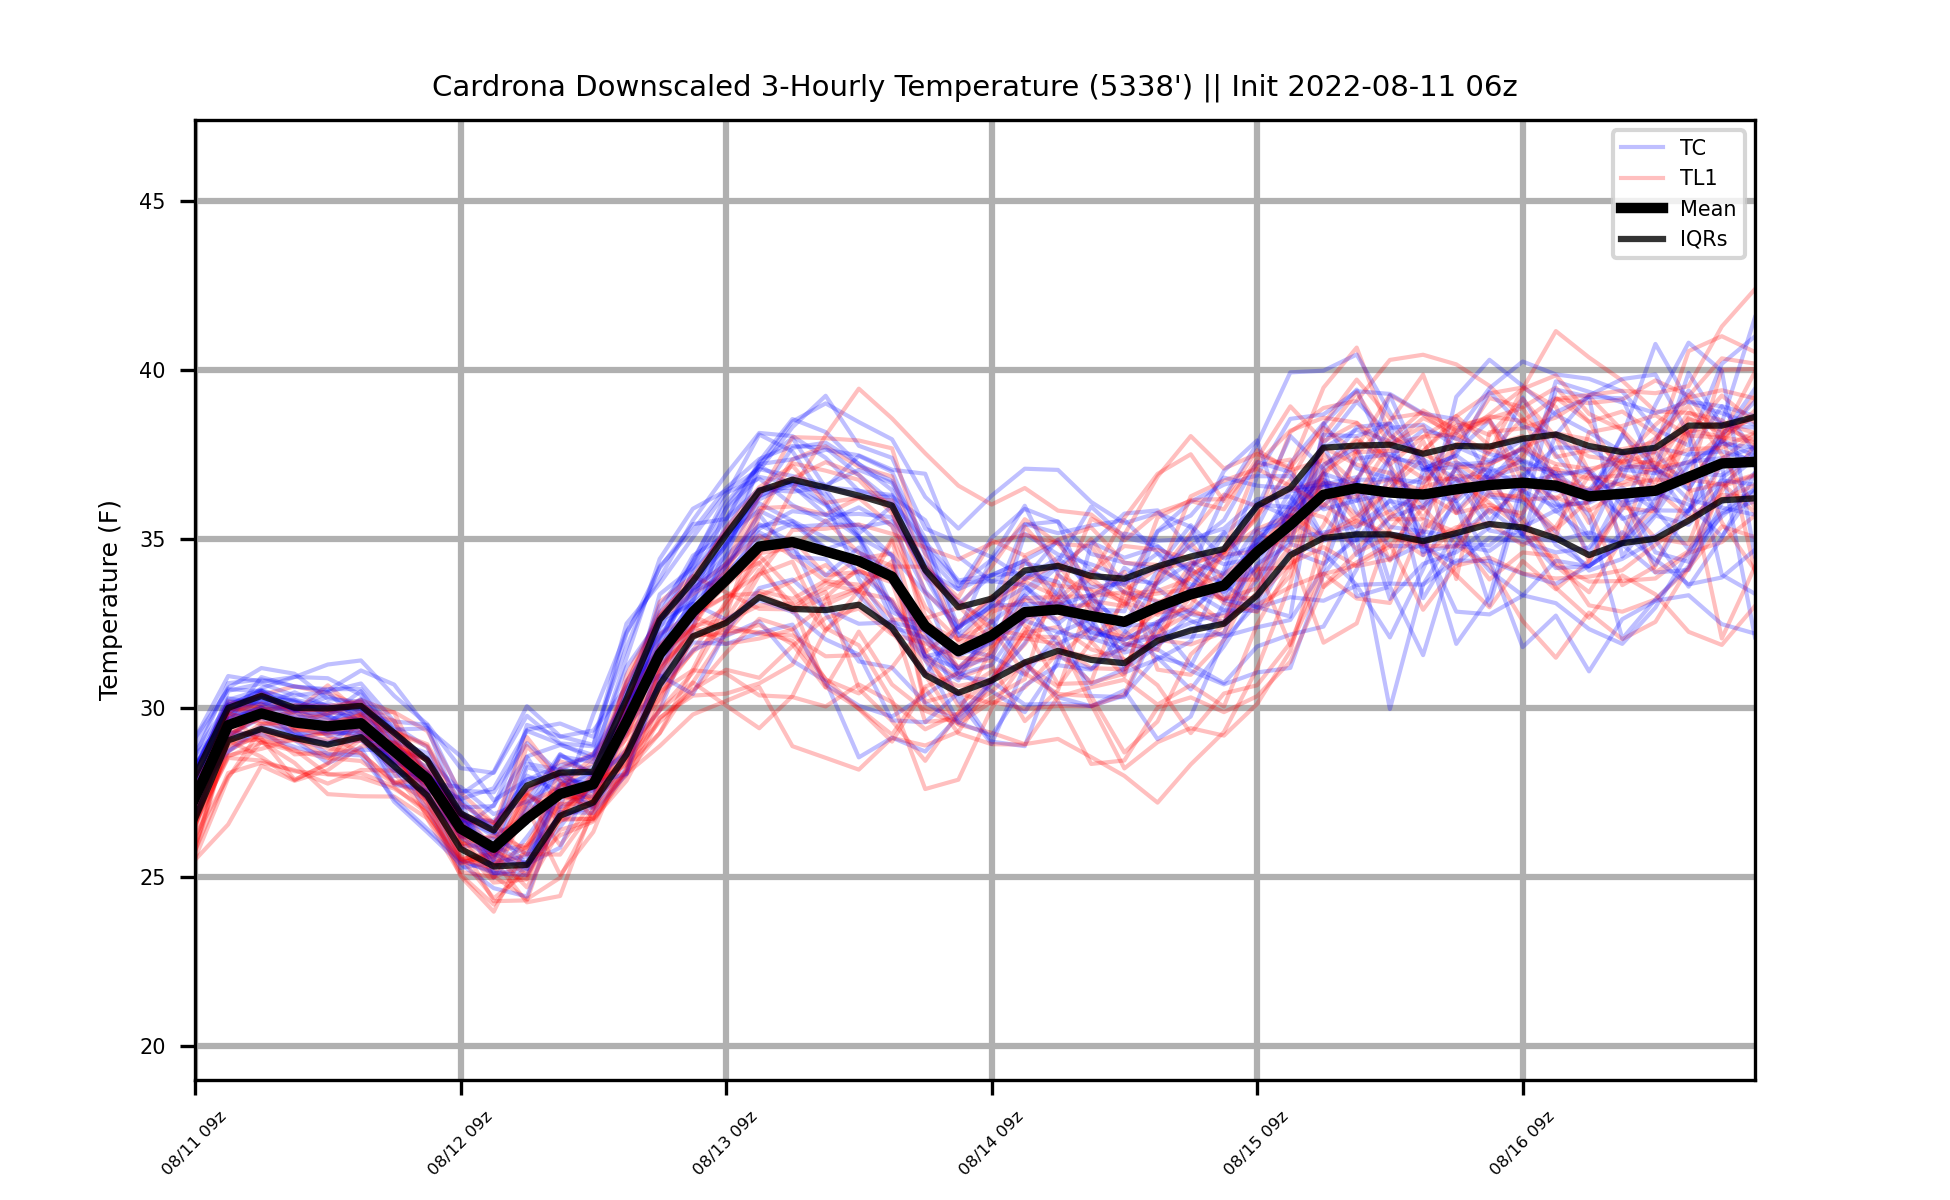 Cardrona Downscaled 3-Hourly Temperature (5338') || Init 2022-08-11 06z
TC
TL1
Mean
IQRs
Temperature (F)
45
40
35
30
25
20
08/11 09z
08/12 09z
08/13 09z
08/14 09z
08/15 09z
08/16 09z